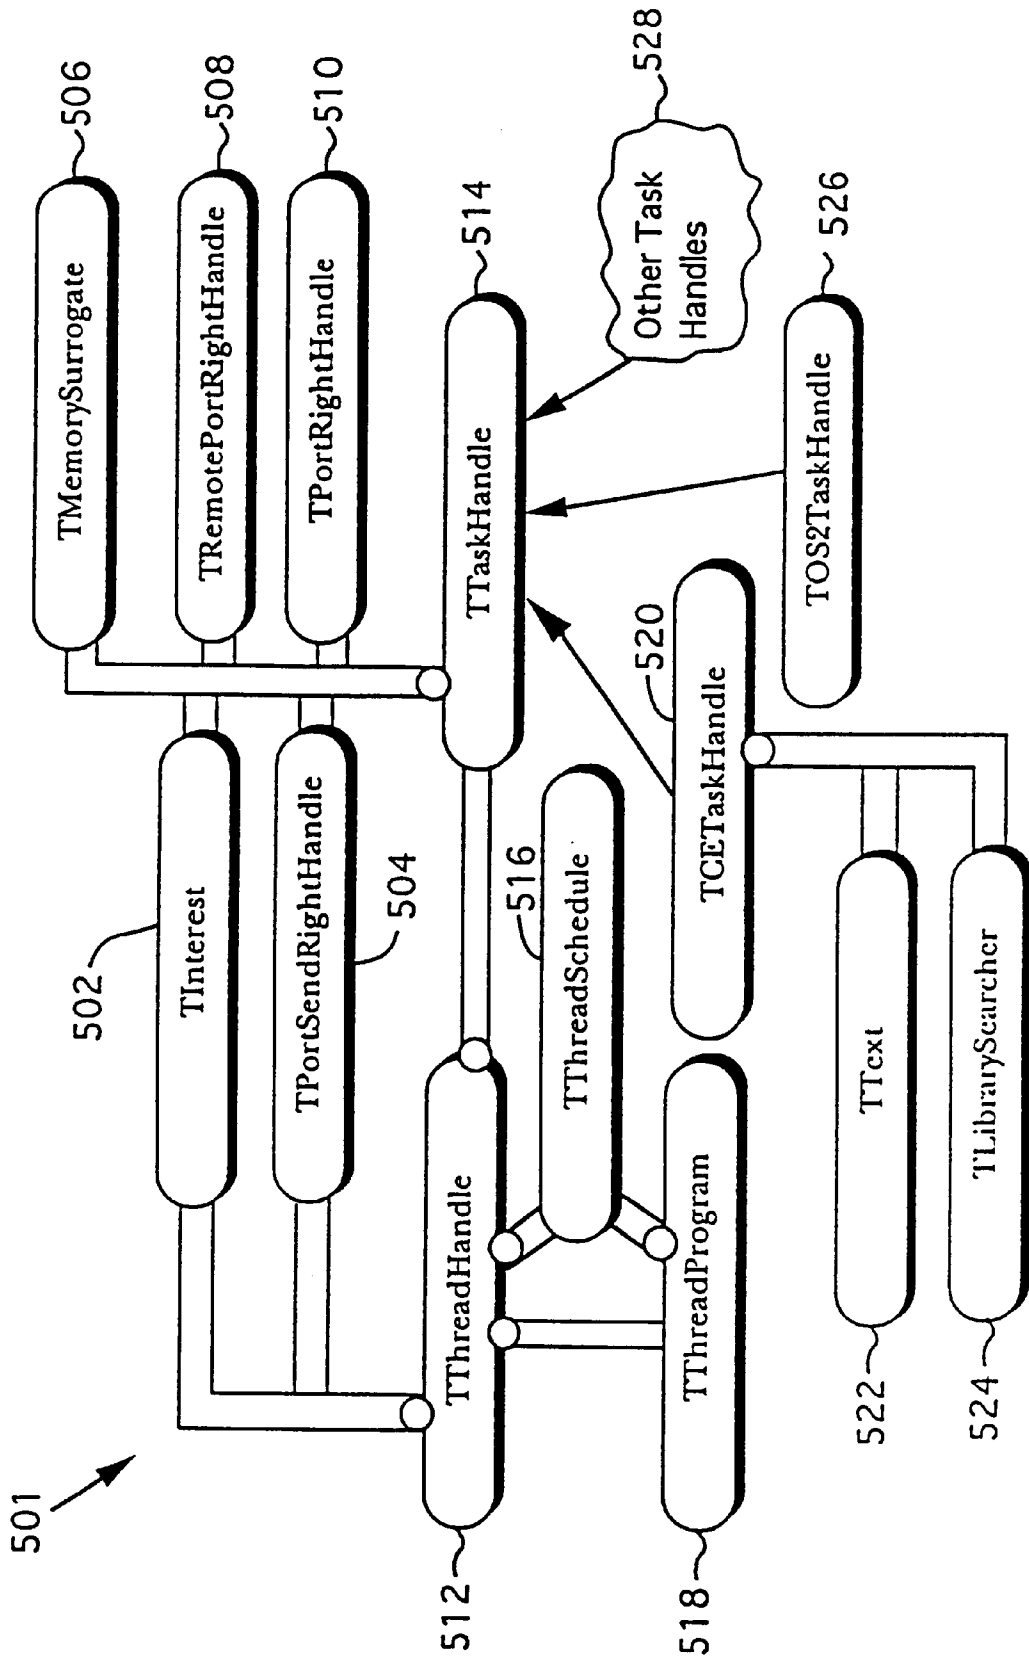 501
502
TInterest
TMemorySurrogate
506
TRemotePortRightHandle
508
TPortSendRightHandle
504
TPortRightHandle
510
512
TThreadHandle
TTaskHandle
514
516
TThreadSchedule
Other Task
Handles
528
518
TThreadProgram
TCETaskHandle
520
TOS2TaskHandle
526
522
TText
524
TLibrarySearcher